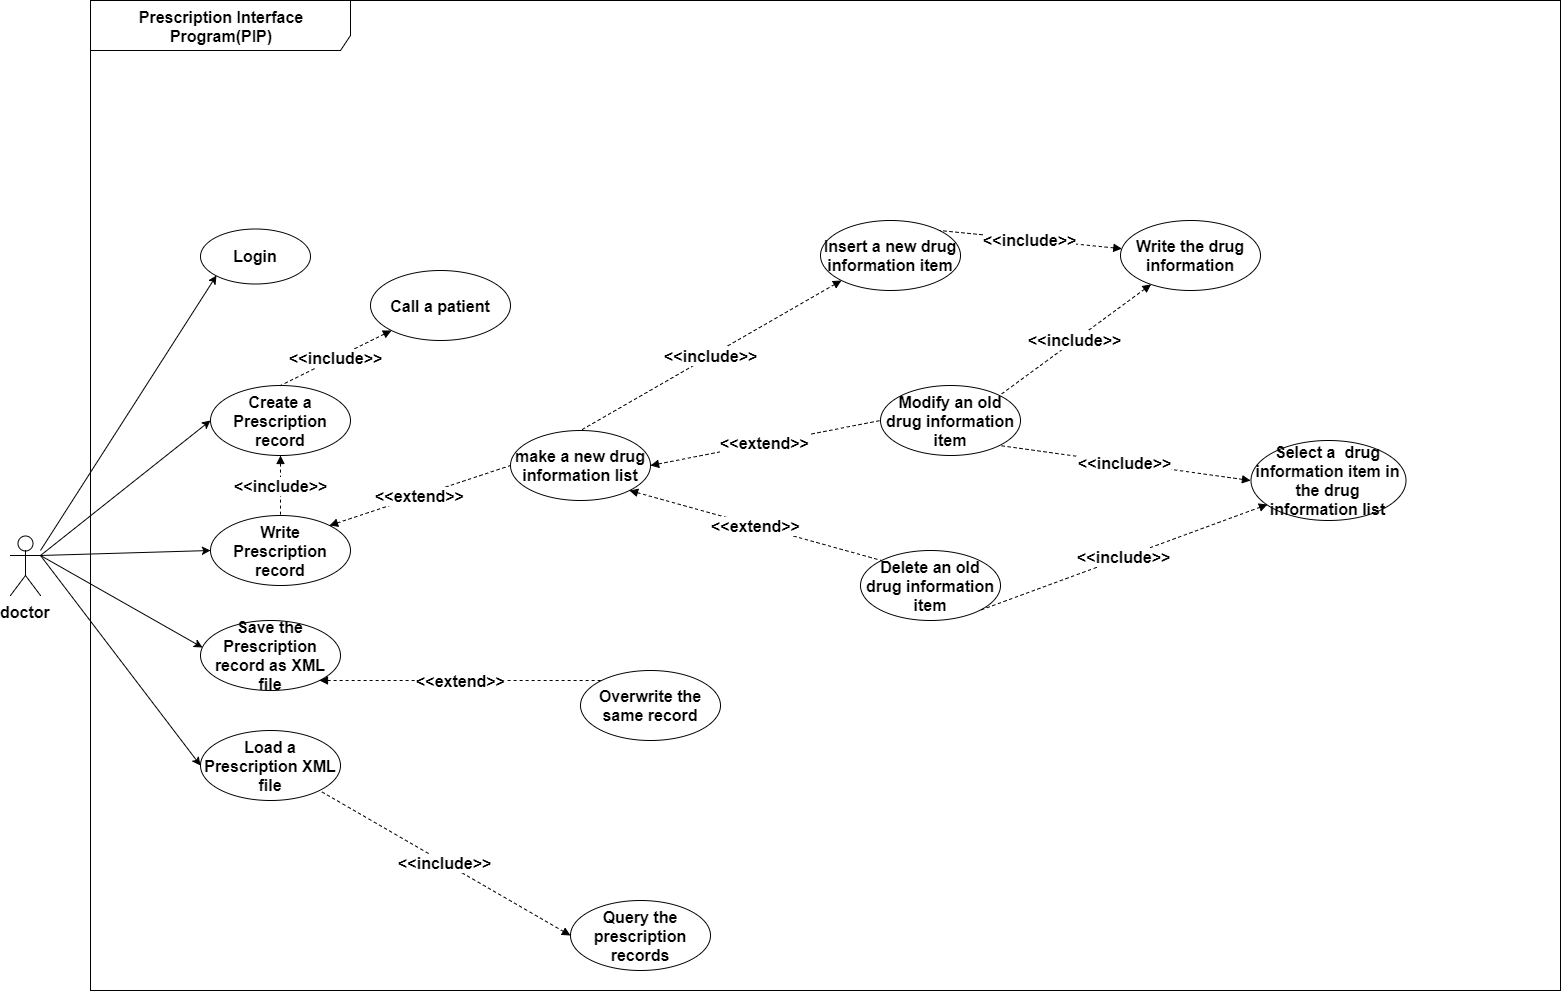 Prescription Interface
Program(PIP)
Insert a new drug
information item
<<include>>
Write the drug
information
Login
Call a patient
<<include>>
<<include>>
<<include>>
Create a
Prescription
record
Modify an old
drug information
item
<<extend>>
make a new drug
information list
<<include>>
Select a  drug
information item in
the drug
information list
<<include>>
<<extend>>
Write
Prescription
record
<<extend>>
<<include>>
Delete an old
drug information
item
doctor
Save the
Prescription
record as XML
file
<<extend>>
Overwrite the
same record
Load a
Prescription XML
file
<<include>>
Query the
prescription
records